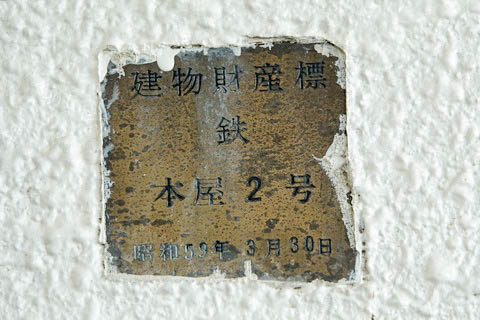 建物財産標
鉄
本屋2号
昭和59年3月30日